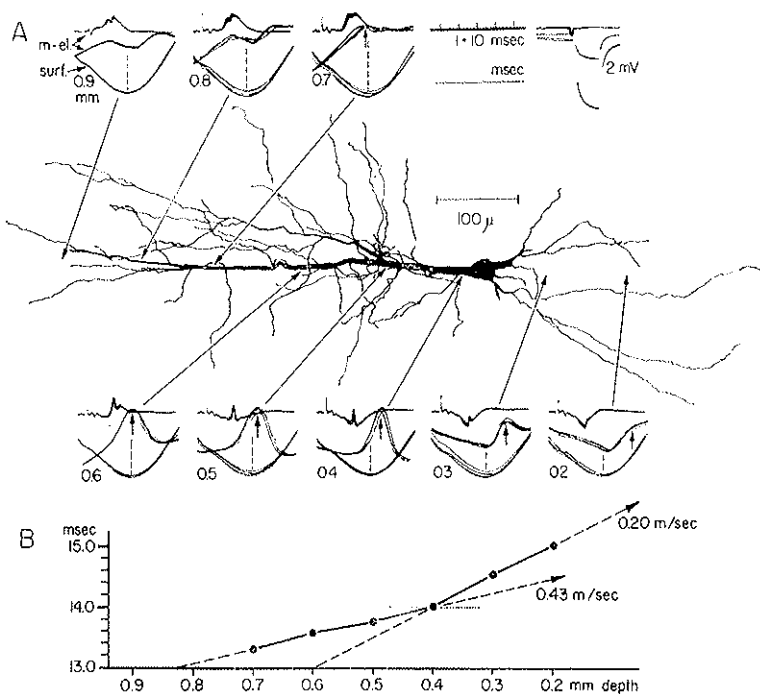 A
m-el.
surf.
0.9
mm
0.8
0.7
1+10 msec
msec
2 mV
100 μ
0.6
0.5
0.4
0.3
0.2
B
msec
15.0
14.0
13.0
0.20 m/sec
0.43 m/sec
0.9 0.8 0.7 0.6 0.5 0.4 0.3 0.2 mm depth